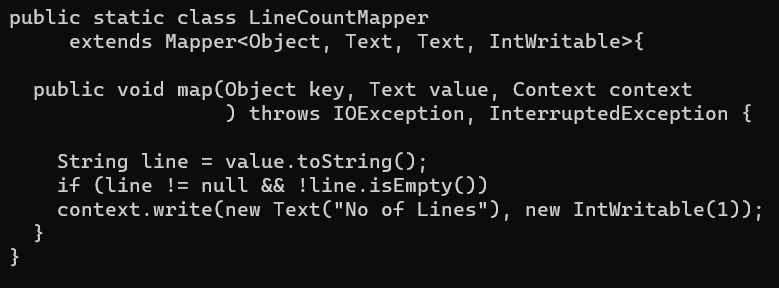 public static class LineCountMapper
     extends Mapper<Object, Text, Text, IntWritable>{

  public void map(Object key, Text value, Context context
                  ) throws IOException, InterruptedException {

    String line = value.toString();
    if (line != null && !line.isEmpty())
    context.write(new Text("No of Lines"), new IntWritable(1));
  }
}